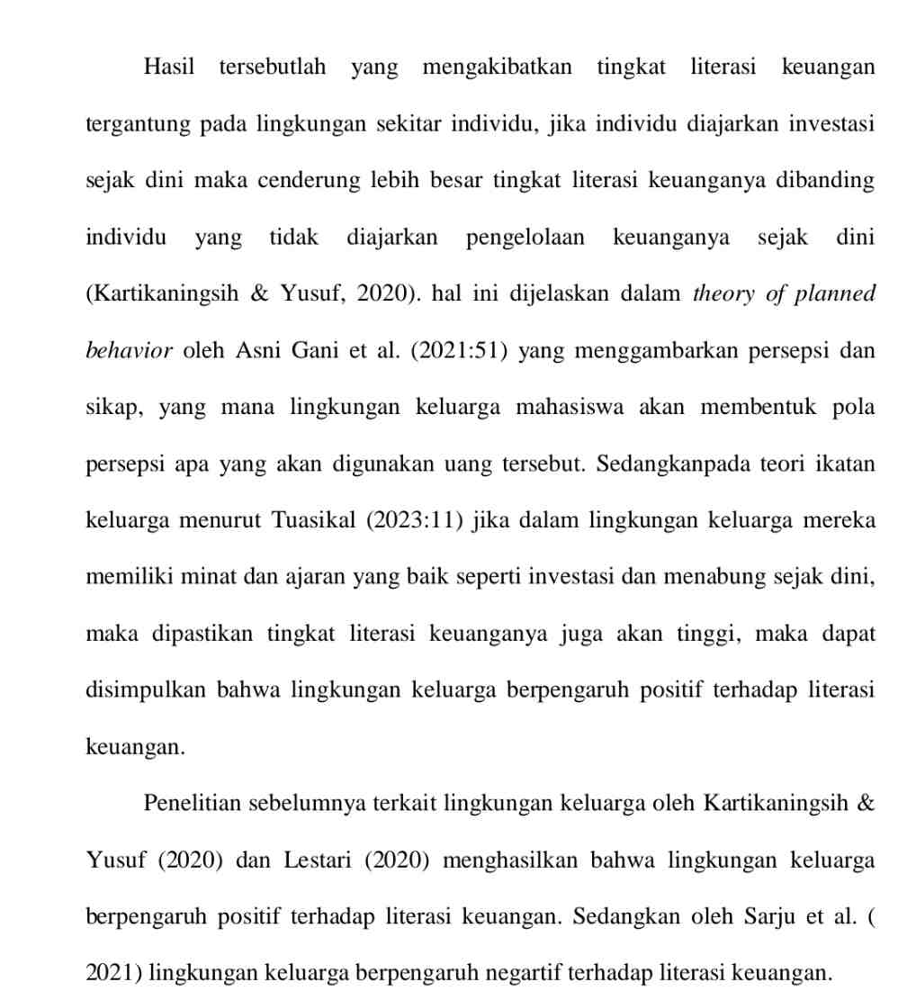 Hasil tersebutlah yang mengakibatkan tingkat literasi keuangan
tergantung pada lingkungan sekitar individu, jika individu diajarkan investasi
sejak dini maka cenderung lebih besar tingkat literasi keuanganya dibanding
individu yang tidak diajarkan pengelolaan keuanganya sejak dini
(Kartikaningsih & Yusuf, 2020). hal ini dijelaskan dalam theory of planned
behavior oleh Asni Gani et al. (2021:51) yang menggambarkan persepsi dan
sikap, yang mana lingkungan keluarga mahasiswa akan membentuk pola
persepsi apa yang akan digunakan uang tersebut. Sedangkanpada teori ikatan
keluarga menurut Tuasikal (2023:11) jika dalam lingkungan keluarga mereka
memiliki minat dan ajaran yang baik seperti investasi dan menabung sejak dini,
maka dipastikan tingkat literasi keuanganya juga akan tinggi, maka dapat
disimpulkan bahwa lingkungan keluarga berpengaruh positif terhadap literasi
keuangan.
Penelitian sebelumnya terkait lingkungan keluarga oleh Kartikaningsih &
Yusuf (2020) dan Lestari (2020) menghasilkan bahwa lingkungan keluarga
berpengaruh positif terhadap literasi keuangan. Sedangkan oleh Sarju et al. (
2021) lingkungan keluarga berpengaruh negartif terhadap literasi keuangan.